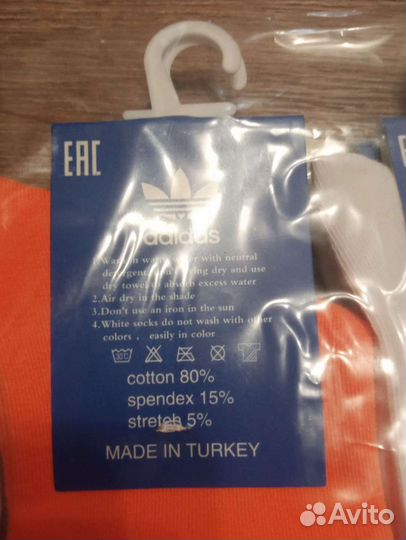 EAC
adidas
1. Wash in warm water with neutral
detergent, don't wring dry and use
dry towel to absorb excess water
2. Air dry in the shade
3. Don't use an iron in the sun
4. White socks do not wash with other
colors , easily in color
30°C
cotton 80%
spendex 15%
stretch 5%
MADE IN TURKEY
Avito